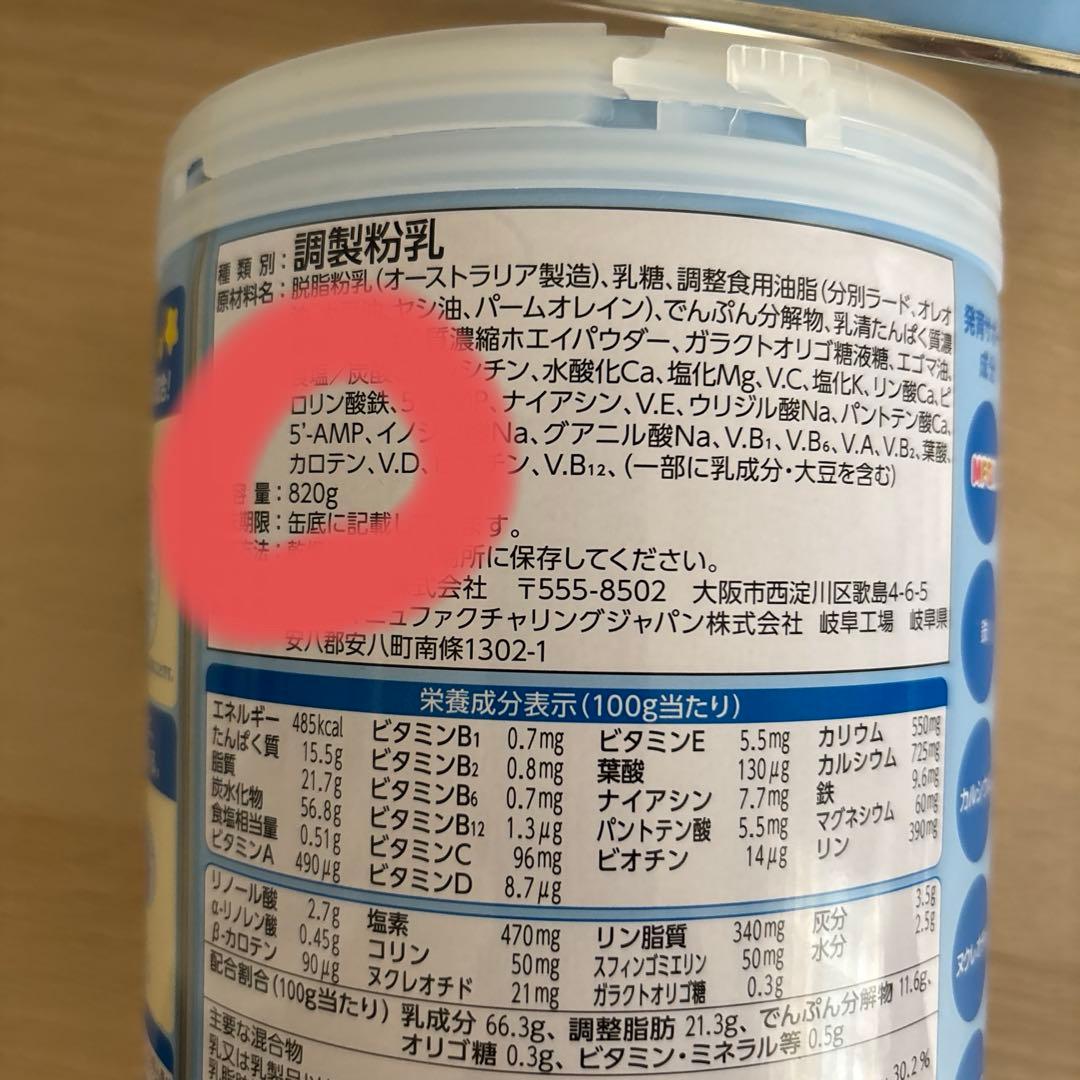 種類別：調製粉乳
原材料名：脱脂粉乳(オーストラリア製造)、乳糖、調整食用油脂(分別ラード、オレオ
ヤシ油、パームオレイン)、でんぷん分解物、乳清たんぱく質濃
質濃縮ホエイパウダー、ガラクトオリゴ糖液糖、エゴマ油、
シチン、水酸化Ca、塩化Mg、V.C、塩化K、リン酸Ca、ピ
ロリン酸鉄、5 ナイアシン、V.E、ウリジル酸Na、パントテン酸Ca、
5'-AMP、イノシ Na、グアニル酸Na、V.B₁、V.B₆、V.A、V.B₂、葉酸、
カロテン、V.D、 チン、V.B₁₂、(一部に乳成分・大豆を含む)
容量：820g
期限：缶底に記載し ます。
方法： 場所に保存してください。
式会社 〒555-8502 大阪市西淀川区歌島4-6-5
ニュファクチャリングジャパン株式会社 岐阜工場 岐阜県
安八郡安八町南條1302-1
栄養成分表示(100g当たり)
エネルギー 485kcal ビタミンB₁ 0.7mg ビタミンE 5.5mg カリウム 550mg
たんぱく質 15.5g ビタミンB₂ 0.8mg 葉酸 130μg カルシウム 725mg
脂質 21.7g ビタミンB₆ 0.7mg ナイアシン 7.7mg 鉄 9.6mg
炭水化物 56.8g ビタミンB₁₂ 1.3μg パントテン酸 5.5mg マグネシウム 60mg
食塩相当量 0.51g ビタミンC 96mg ビオチン 14μg リン 390mg
ビタミンA 490μg ビタミンD 8.7μg
リノール酸 2.7g 塩素 470mg リン脂質 340mg 灰分 3.5g
α-リノレン酸 0.45g コリン 50mg スフィンゴミエリン 50mg 水分 2.5g
β-カロテン 90μg ヌクレオチド 21mg ガラクトオリゴ糖 0.3g
配合割合(100g当たり) 乳成分 66.3g、調整脂肪 21.3g、でんぷん分解物 11.6g、
オリゴ糖 0.3g、ビタミン・ミネラル等 0.5g
主要な混合物
30.2%
発育サポ
成分